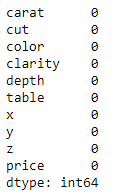 carat 0
cut 0
color 0
clarity 0
depth 0
table 0
x 0
y 0
z 0
price 0
dtype: int64